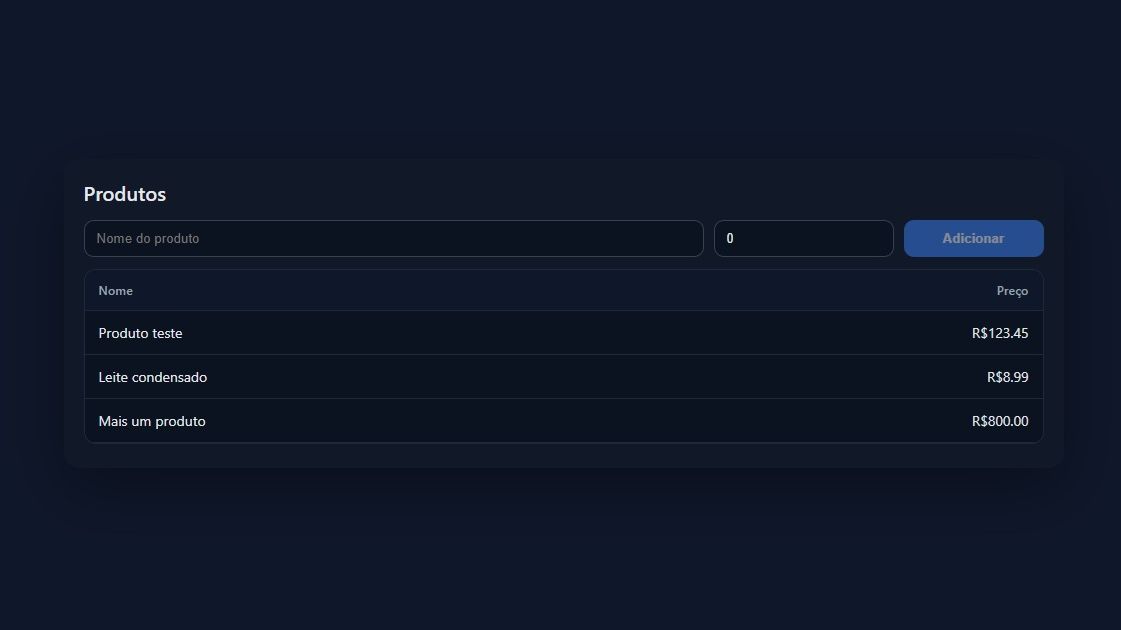 Produtos
Nome do produto 0 Adicionar
Nome Preço
Produto teste R$123.45
Leite condensado R$8.99
Mais um produto R$800.00